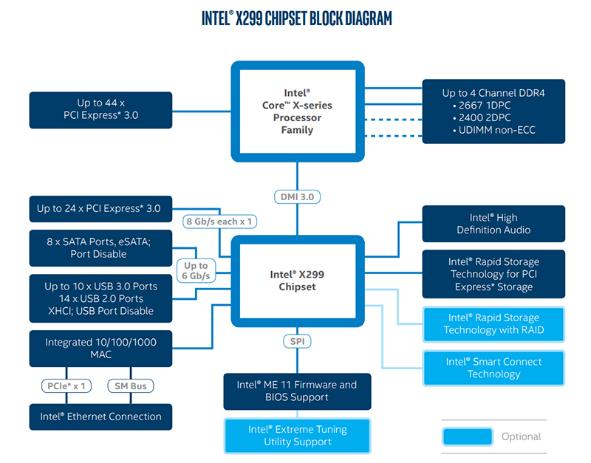 INTEL® X299 CHIPSET BLOCK DIAGRAM
Up to 44 x
PCI Express* 3.0
Intel®
Core™ X-series
Processor
Family
Up to 4 Channel DDR4
• 2667 1DPC
• 2400 2DPC
• UDIMM non-ECC
DMI 3.0
Up to 24 x PCI Express* 3.0
8 Gb/s each x 1
8 x SATA Ports, eSATA;
Port Disable
Up to
6 Gb/s
Up to 10 x USB 3.0 Ports
14 x USB 2.0 Ports
XHCI; USB Port Disable
Integrated 10/100/1000
MAC
PCIe* x 1
SM Bus
Intel® Ethernet Connection
Intel® X299
Chipset
SPI
Intel® ME 11 Firmware and
BIOS Support
Intel® Extreme Tuning
Utility Support
Intel® High
Definition Audio
Intel® Rapid Storage
Technology for PCI
Express* Storage
Intel® Rapid Storage
Technology with RAID
Intel® Smart Connect
Technology
Optional